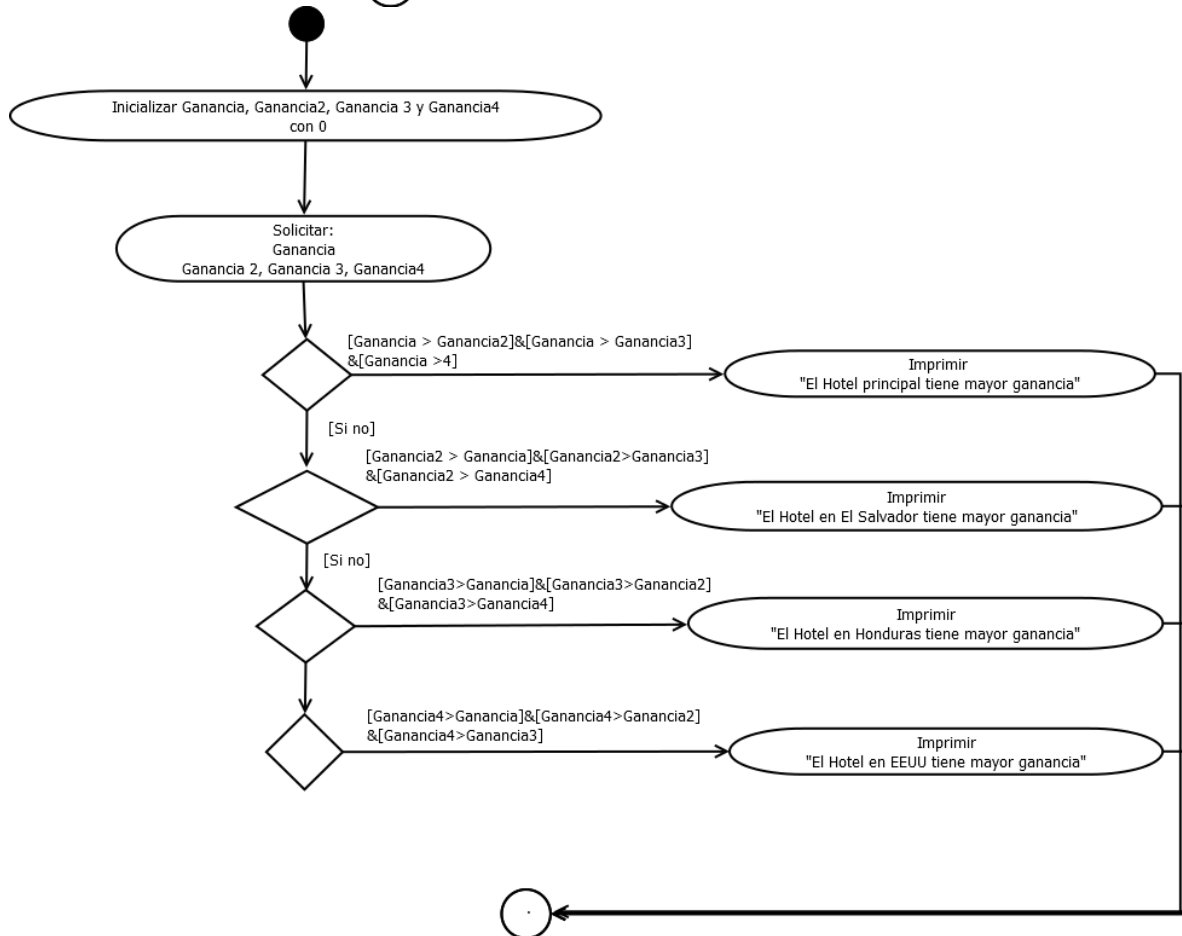 Inicializar Ganancia, Ganancia2, Ganancia 3 y Ganancia4
con 0
Solicitar:
Ganancia
Ganancia 2, Ganancia 3, Ganancia4
[Ganancia > Ganancia2]&[Ganancia > Ganancia3]
&[Ganancia >4]
Imprimir
"El Hotel principal tiene mayor ganancia"
[Si no]
[Ganancia2 > Ganancia]&[Ganancia2>Ganancia3]
&[Ganancia2 > Ganancia4]
Imprimir
"El Hotel en El Salvador tiene mayor ganancia"
[Si no]
[Ganancia3>Ganancia]&[Ganancia3>Ganancia2]
&[Ganancia3>Ganancia4]
Imprimir
"El Hotel en Honduras tiene mayor ganancia"
[Ganancia4>Ganancia]&[Ganancia4>Ganancia2]
&[Ganancia4>Ganancia3]
Imprimir
"El Hotel en EEUU tiene mayor ganancia"